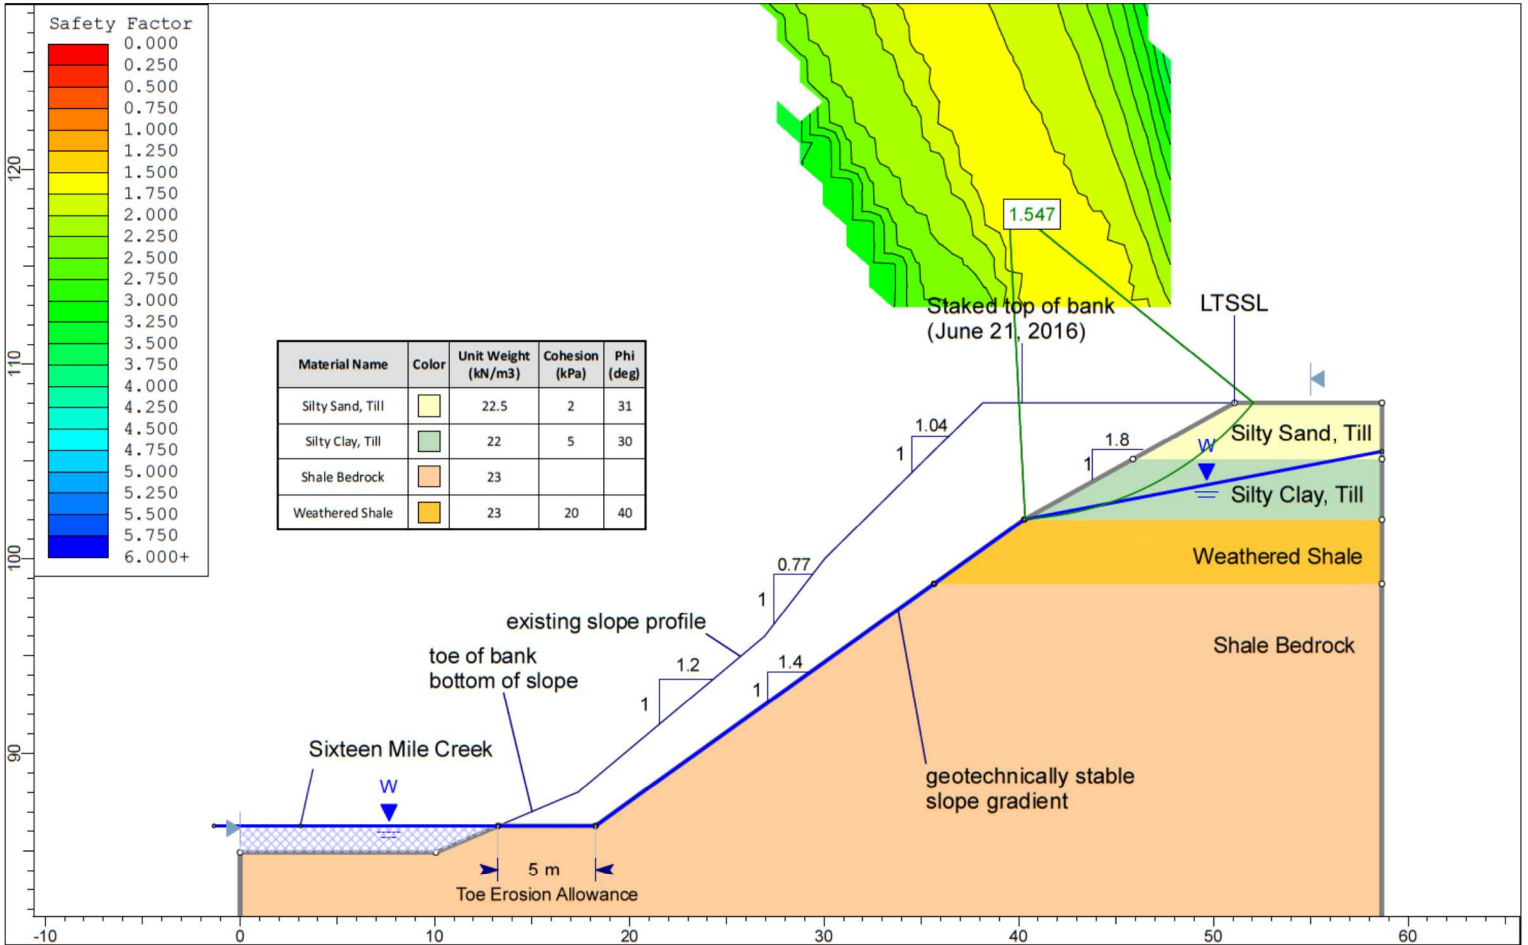 Safety Factor
0.000
0.250
0.500
0.750
1.000
1.250
1.500
1.750
2.000
2.250
2.500
2.750
3.000
3.250
3.500
3.750
4.000
4.250
4.500
4.750
5.000
5.250
5.500
5.750
6.000+
120
110
100
90
Material Name Color Unit Weight (kN/m3) Cohesion (kPa) Phi (deg)
Silty Sand, Till 22.5 2 31
Silty Clay, Till 22 5 30
Shale Bedrock 23
Weathered Shale 23 20 40
1.547
Staked top of bank
(June 21, 2016)
LTSSL
1.04
1
1.8
1
Silty Sand, Till
W
Silty Clay, Till
Weathered Shale
0.77
1
existing slope profile
Shale Bedrock
toe of bank
bottom of slope
1.2
1
1.4
1
Sixteen Mile Creek
W
geotechnically stable
slope gradient
5 m
Toe Erosion Allowance
-10 0 10 20 30 40 50 60